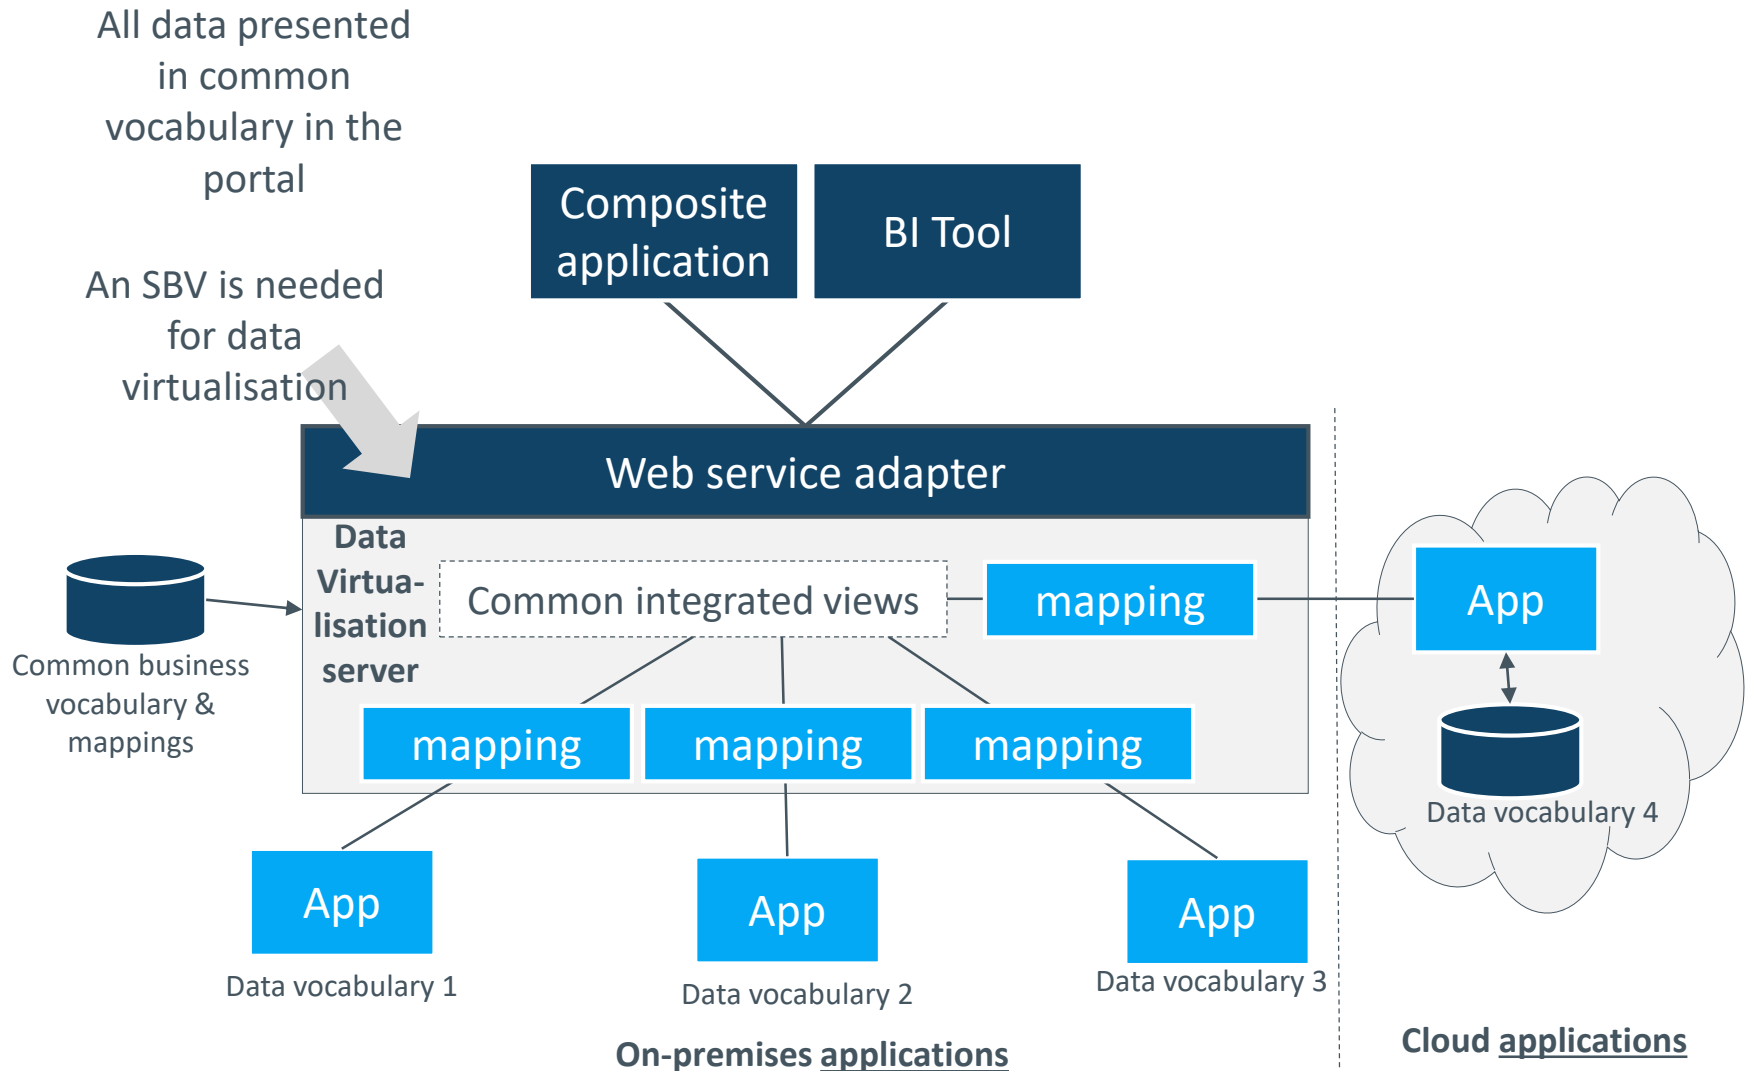 All data presented
in common
vocabulary in the
portal
An SBV is needed
for data
virtualisation
Composite
application
BI Tool
Web service adapter
Data
Virtua-
lisation
server
Common integrated views
mapping
App
Common business
vocabulary &
mappings
mapping
mapping
mapping
Data vocabulary 4
App
App
App
Data vocabulary 1
Data vocabulary 2
Data vocabulary 3
On-premises applications
Cloud applications